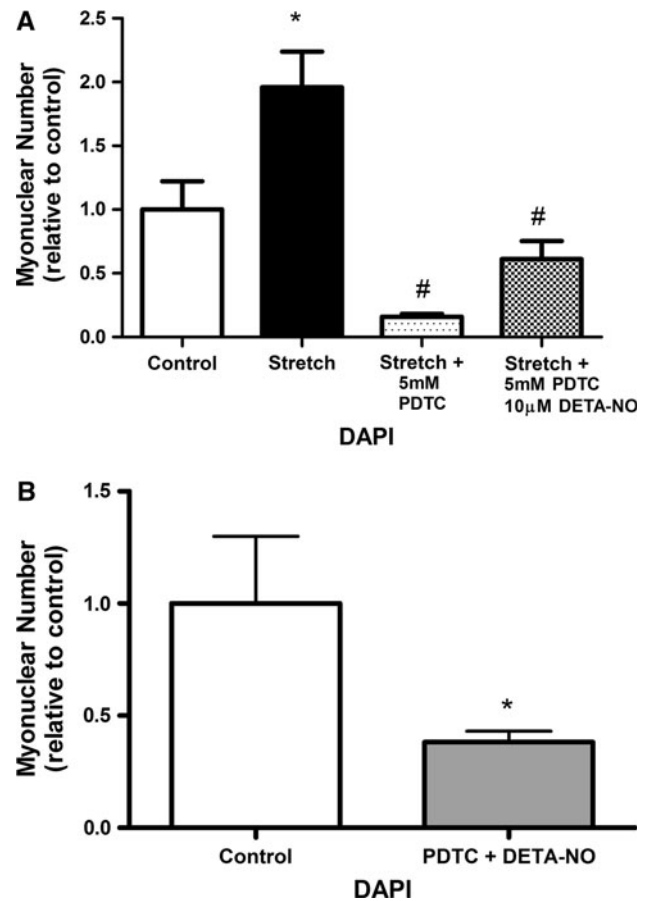 A
Myonuclear Number
(relative to control)
2.5
2.0
1.5
1.0
0.5
0.0
*
#
#
Control
Stretch
Stretch +
5mM
PDTC
Stretch +
5mM PDTC
10μM DETA-NO
DAPI
B
Myonuclear Number
(relative to control)
1.5
1.0
0.5
0.0
*
Control
PDTC + DETA-NO
DAPI